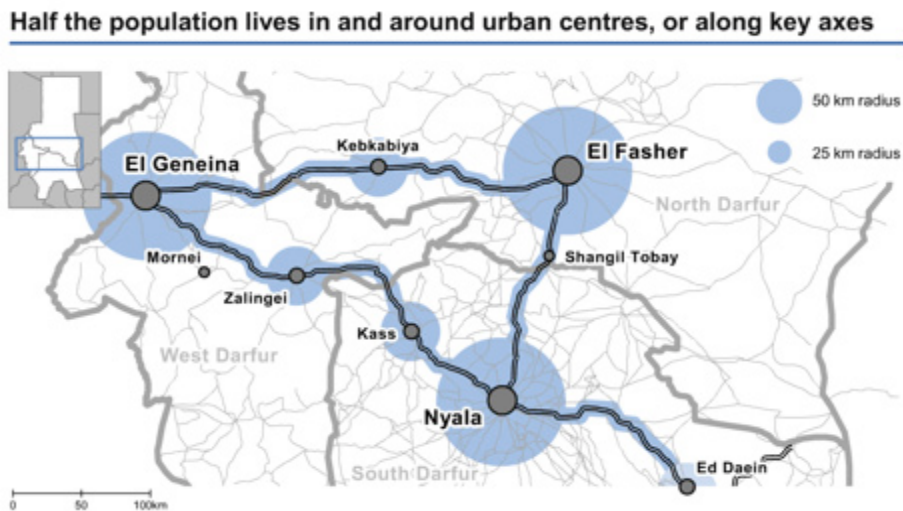 Half the population lives in and around urban centres, or along key axes
50 km radius
25 km radius
Kebkabiya
El Geneina
El Fasher
North Darfur
Mornei
Shangil Tobay
Zalingei
Kass
West Darfur
Nyala
South Darfur
Ed Daein
0 50 100km